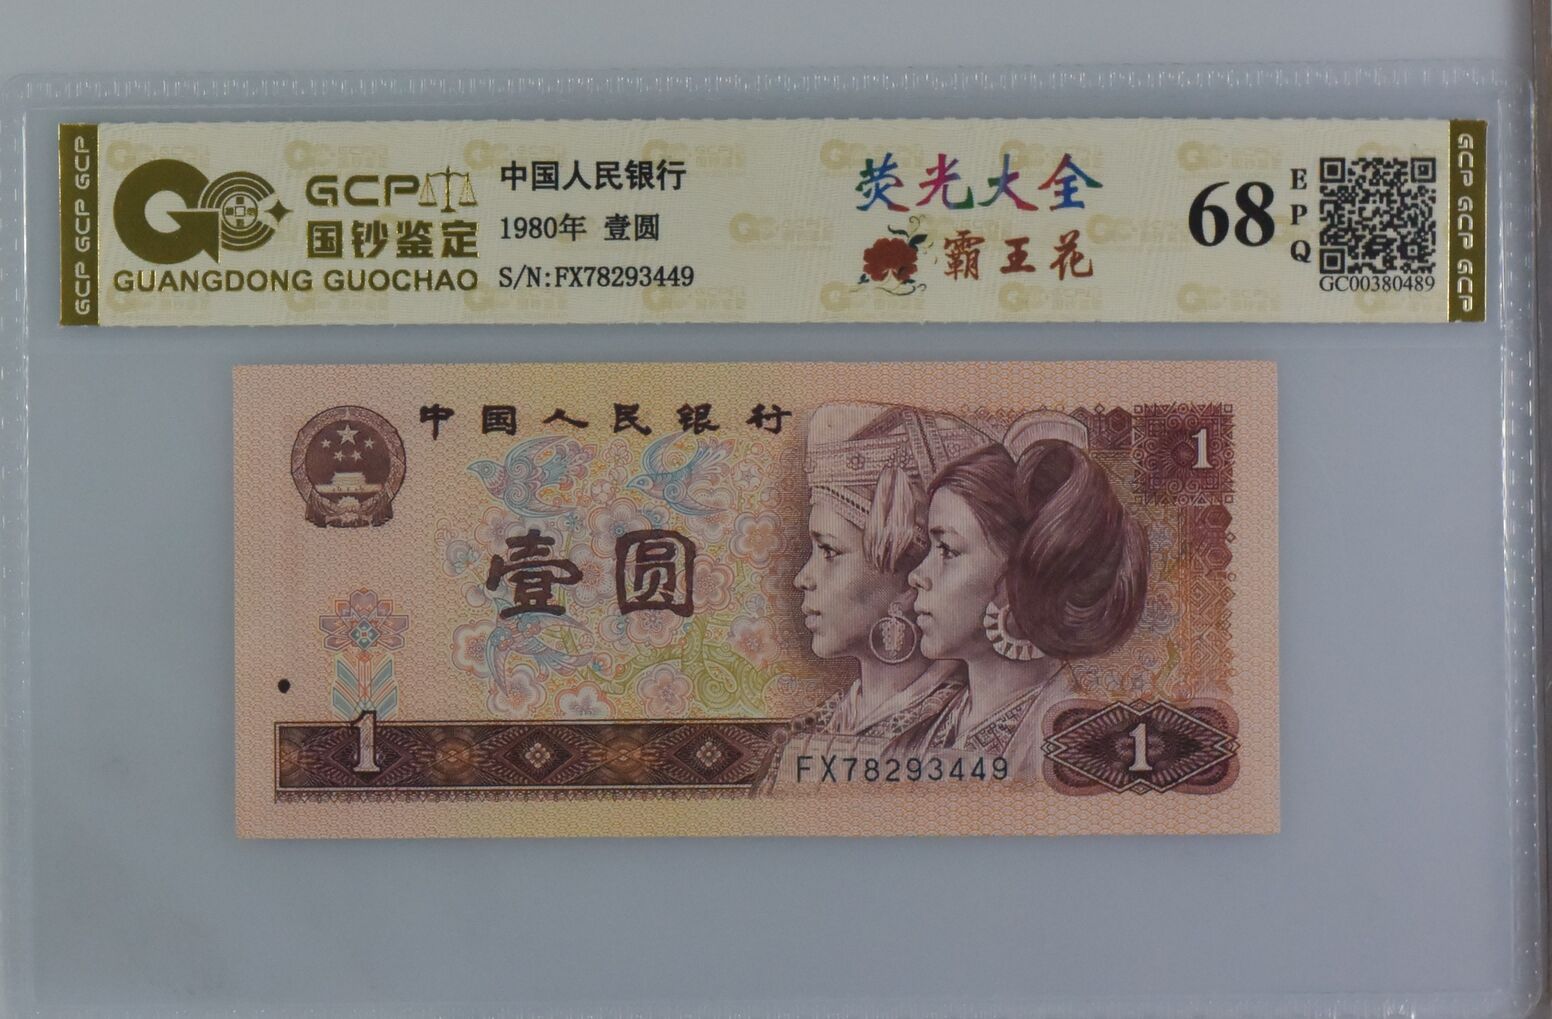 GCP GCP GCP
GCP
国钞鉴定
GUANGDONG GUOCHAO
中国人民银行
1980年 壹圆
S/N:FX78293449
荧光大全
霸王花
68
EPQ
GC00380489
GCP GCP GCP
中国人民银行
1
壹圆
1
FX78293449
1